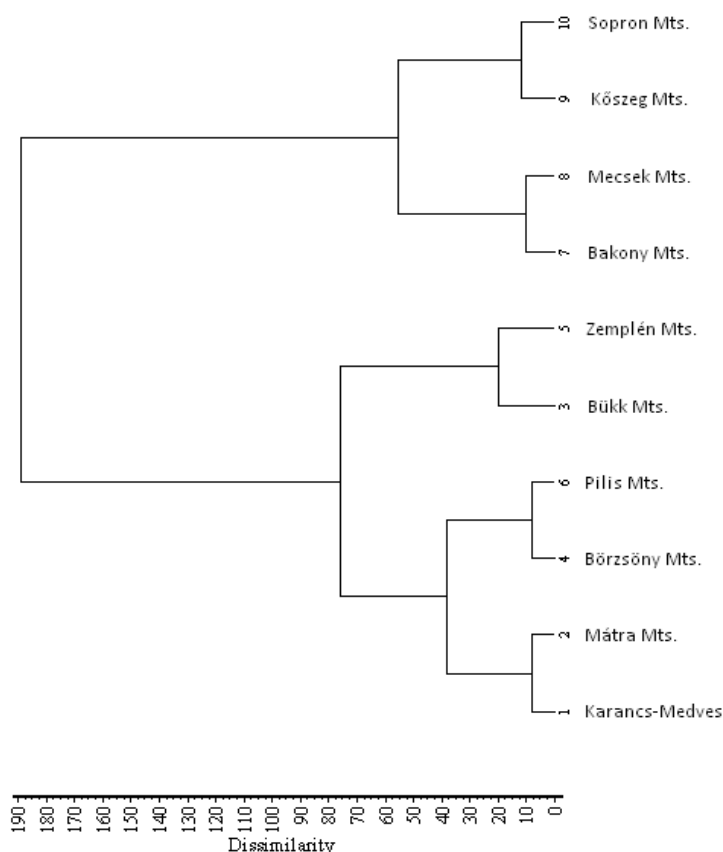 10 Sopron Mts.
9 Kőszeg Mts.
8 Mecsek Mts.
7 Bakony Mts.
5 Zemplén Mts.
3 Bükk Mts.
6 Pilis Mts.
4 Börzsöny Mts.
2 Mátra Mts.
1 Karancs-Medves
190 180 170 160 150 140 130 120 110 100 90 80 70 60 50 40 30 20 10 0
Dissimilarity